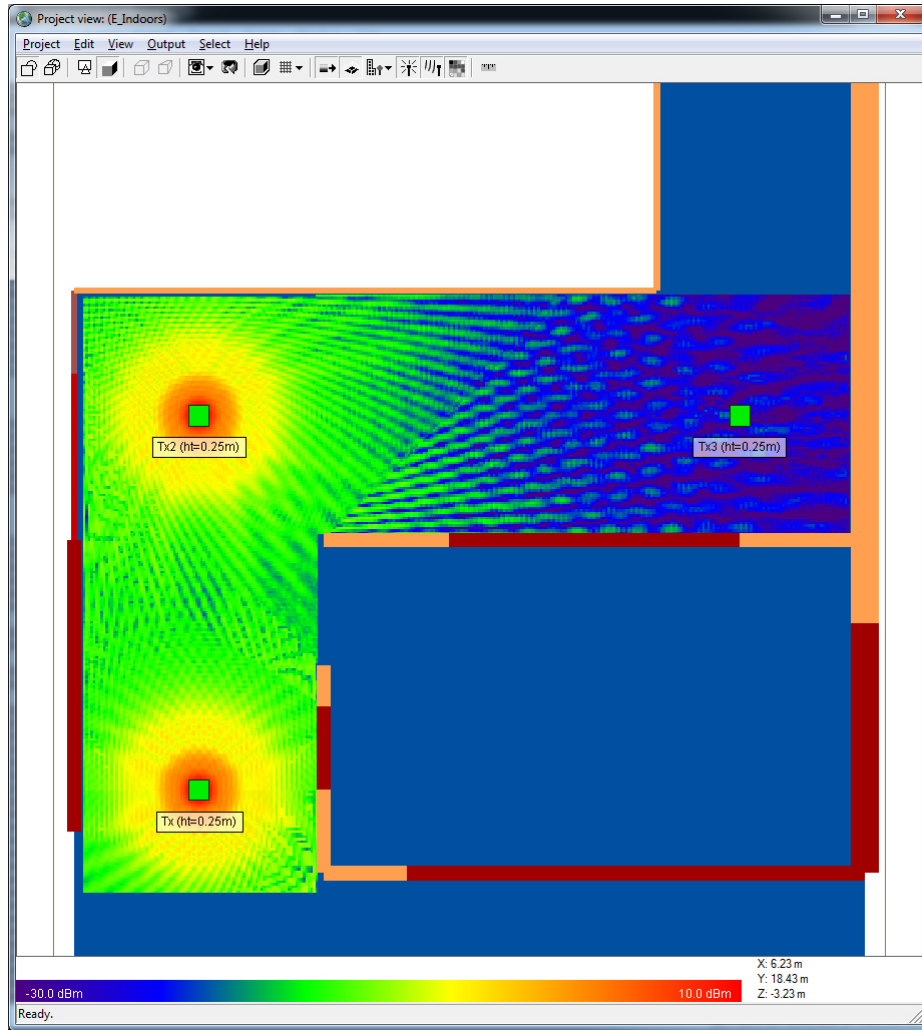 Project view: (E_Indoors)
Project Edit View Output Select Help
Tx2 (ht=0.25m)
Tx3 (ht=0.25m)
Tx (ht=0.25m)
-30.0 dBm
10.0 dBm
X: 6.23 m
Y: 18.43 m
Z: -3.23 m
Ready.